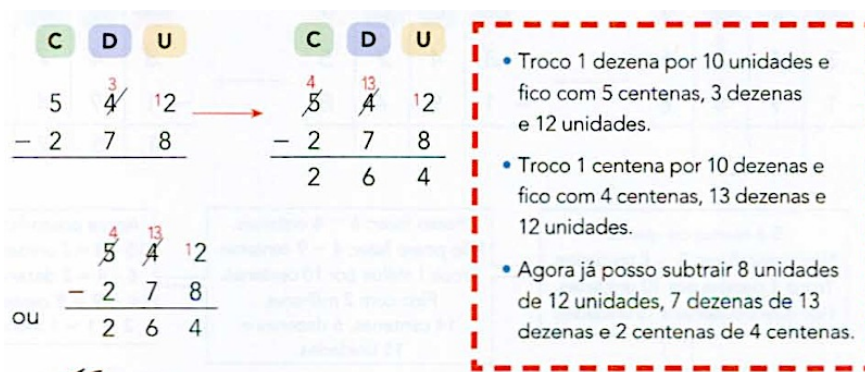 C D U
3
5 4 12
− 2 7 8
C D U
4 13
5 4 12
− 2 7 8
2 6 4
4 13
5 4 12
− 2 7 8
ou
2 6 4
• Troco 1 dezena por 10 unidades e
fico com 5 centenas, 3 dezenas
e 12 unidades.
• Troco 1 centena por 10 dezenas e
fico com 4 centenas, 13 dezenas e
12 unidades.
• Agora já posso subtrair 8 unidades
de 12 unidades, 7 dezenas de 13
dezenas e 2 centenas de 4 centenas.